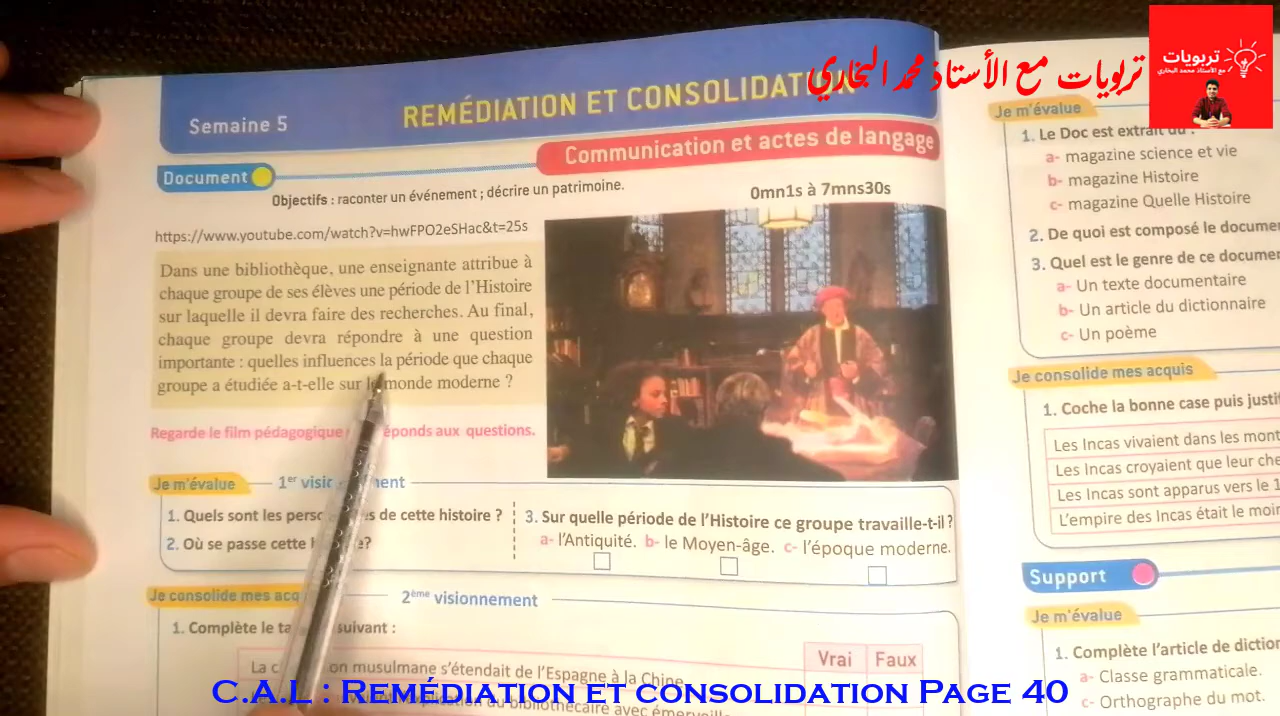 تربويات مع الأستاذ محمد البخاري
تربويات
مع الأستاذ محمد البخاري
Semaine 5
REMÉDIATION ET CONSOLIDATION
Communication et actes de langage
Document
Objectifs : raconter un événement ; décrire un patrimoine.
0mn1s à 7mns30s
https://www.youtube.com/watch?v=hwFPO2eSHac&t=25s
Dans une bibliothèque, une enseignante attribue à
chaque groupe de ses élèves une période de l'Histoire
sur laquelle il devra faire des recherches. Au final,
chaque groupe devra répondre à une question
importante : quelles influences la période que chaque
groupe a étudiée a-t-elle sur le monde moderne ?
Regarde le film pédagogique éponds aux questions.
Je m'évalue
1er visi ment
1. Quels sont les pers s de cette histoire ?
2. Où se passe cette h e?
3. Sur quelle période de l'Histoire ce groupe travaille-t-il ?
a- l'Antiquité. b- le Moyen-âge. c- l'époque moderne.
Je consolide mes acq
2ème visionnement
1. Complète le ta suivant :
Vrai Faux
La c on musulmane s'étendait de l'Espagne à la Chine
bibliothécaire avec
Je m'évalue
1. Le Doc est extrait du :
a- magazine science et vie
b- magazine Histoire
c- magazine Quelle Histoire
2. De quoi est composé le docume
3. Quel est le genre de ce docume
a- Un texte documentaire
b- Un article du dictionnaire
c- Un poème
Je consolide mes acquis
1. Coche la bonne case puis justi
Les Incas vivaient dans les mont
Les Incas croyaient que leur che
Les Incas sont apparus vers le 1
L'empire des Incas était le moi
Support
Je m'évalue
1. Complète l'article de diction
a- Classe grammaticale.
c- Orthographe du mot.
C.A.L : Remédiation et consolidation Page 40